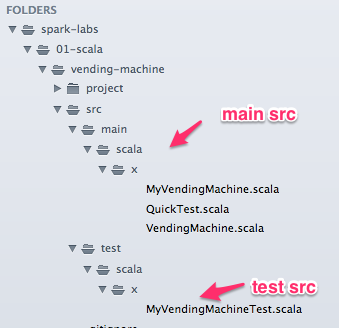 FOLDERS
spark-labs
01-scala
vending-machine
project
src
main
main src
scala
x
MyVendingMachine.scala
QuickTest.scala
VendingMachine.scala
test
scala
test src
x
MyVendingMachineTest.scala
.gitignore